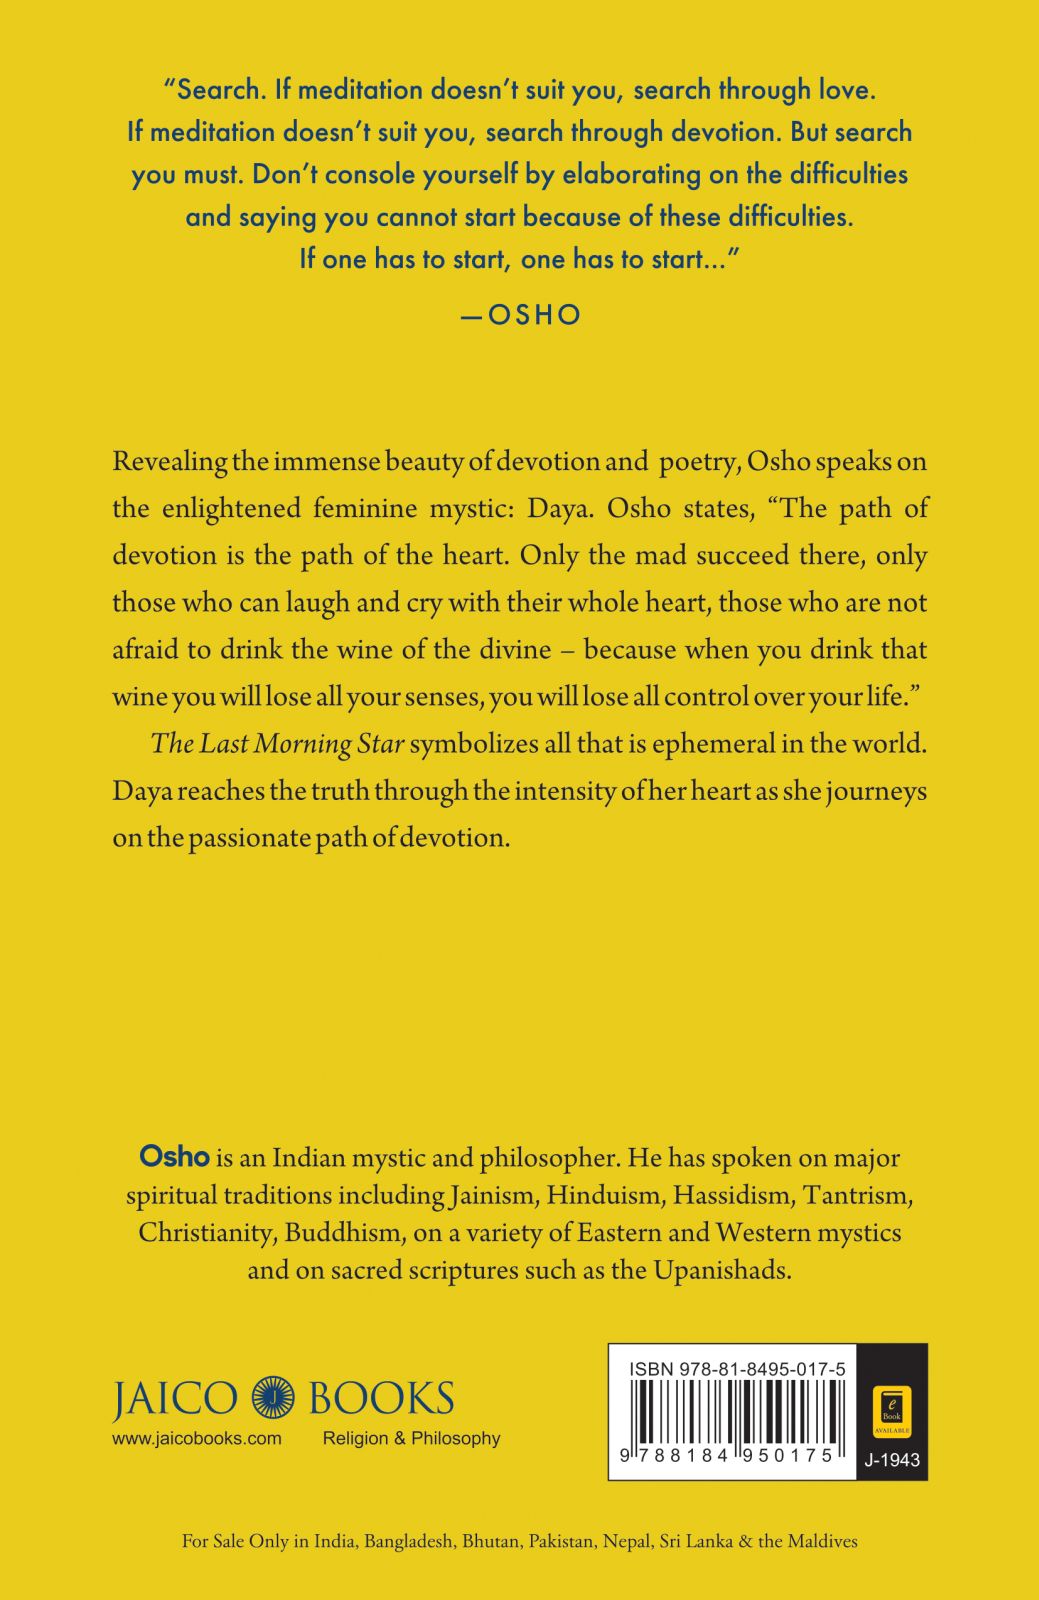 “Search. If meditation doesn’t suit you, search through love.
If meditation doesn’t suit you, search through devotion. But search
you must. Don’t console yourself by elaborating on the difficulties
and saying you cannot start because of these difficulties.
If one has to start, one has to start...”
—OSHO
Revealing the immense beauty of devotion and poetry, Osho speaks on
the enlightened feminine mystic: Daya. Osho states, “The path of
devotion is the path of the heart. Only the mad succeed there, only
those who can laugh and cry with their whole heart, those who are not
afraid to drink the wine of the divine – because when you drink that
wine you will lose all your senses, you will lose all control over your life.”
The Last Morning Star symbolizes all that is ephemeral in the world.
Daya reaches the truth through the intensity of her heart as she journeys
on the passionate path of devotion.
Osho is an Indian mystic and philosopher. He has spoken on major
spiritual traditions including Jainism, Hinduism, Hassidism, Tantrism,
Christianity, Buddhism, on a variety of Eastern and Western mystics
and on sacred scriptures such as the Upanishads.
JAICO J BOOKS
www.jaicobooks.com Religion & Philosophy
ISBN 978-81-8495-017-5
9 788184 950175
e
Book
AVAILABLE
J-1943
For Sale Only in India, Bangladesh, Bhutan, Pakistan, Nepal, Sri Lanka & the Maldives